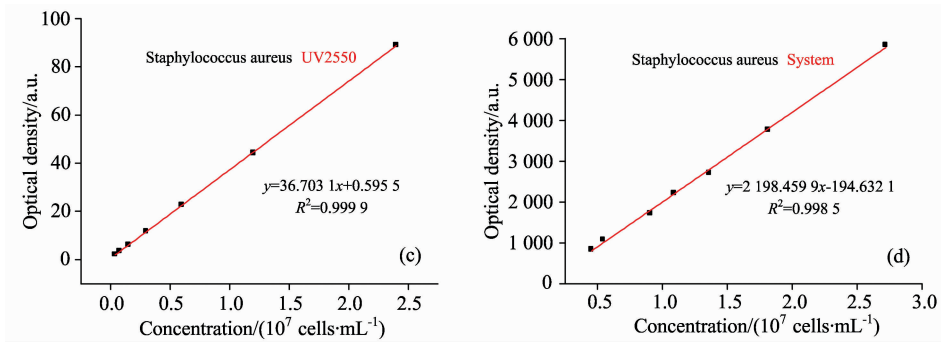 100
80
60
40
20
0
Optical density/a.u.
Staphylococcus aureus UV2550
y=36.703 1x+0.595 5
R²=0.999 9
(c)
0.0 0.5 1.0 1.5 2.0 2.5
Concentration/(10⁷ cells·mL⁻¹)
6 000
5 000
4 000
3 000
2 000
1 000
0
Optical density/a.u.
Staphylococcus aureus System
y=2 198.459 9x-194.632 1
R²=0.998 5
(d)
0.5 1.0 1.5 2.0 2.5 3.0
Concentration/(10⁷ cells·mL⁻¹)